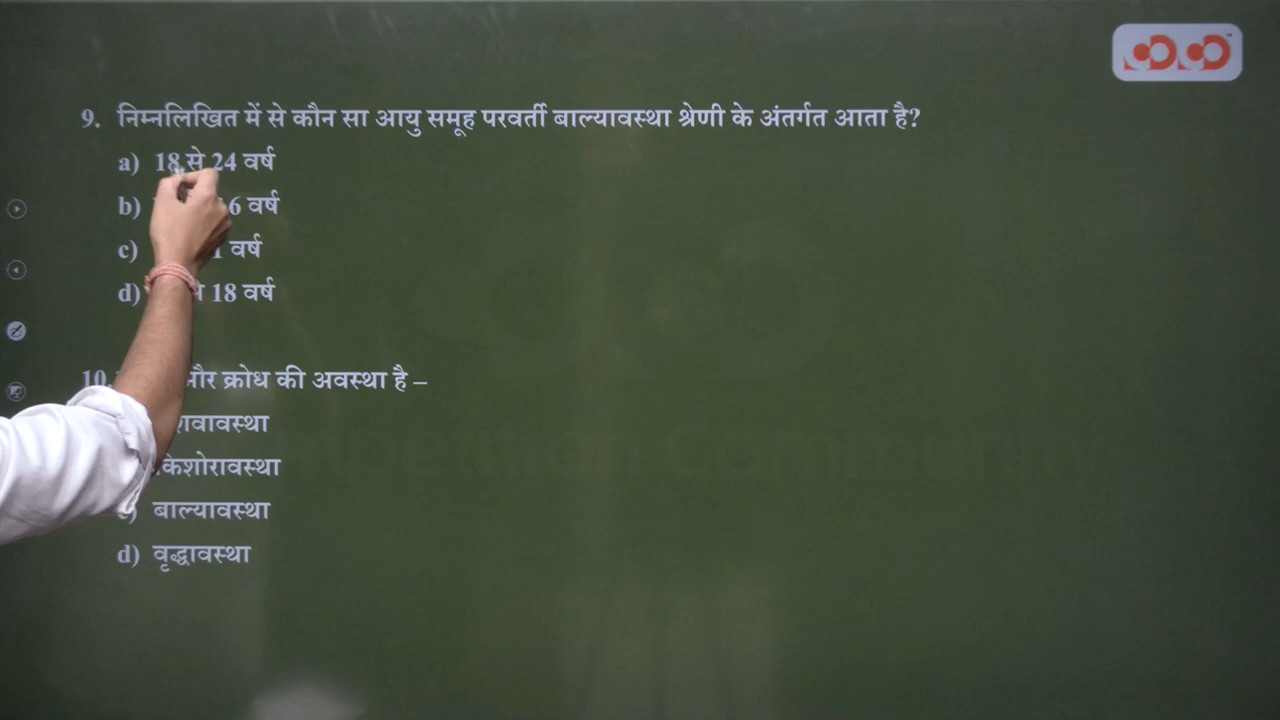 9. निम्नलिखित में से कौन सा आयु समूह परवर्ती बाल्यावस्था श्रेणी के अंतर्गत आता है?
a) 18 से 24 वर्ष
b) 6 वर्ष
c) वर्ष
d) 18 वर्ष
10. और क्रोध की अवस्था है –
किशोरावस्था
बाल्यावस्था
d) वृद्धावस्था